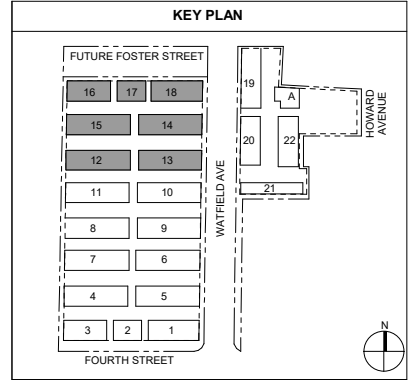 KEY PLAN
FUTURE FOSTER STREET
16 17 18
15 14
12 13
11 10
8 9
7 6
4 5
3 2 1
FOURTH STREET
WATFIELD AVE
19
A
20 22
21
HOWARD
AVENUE
N